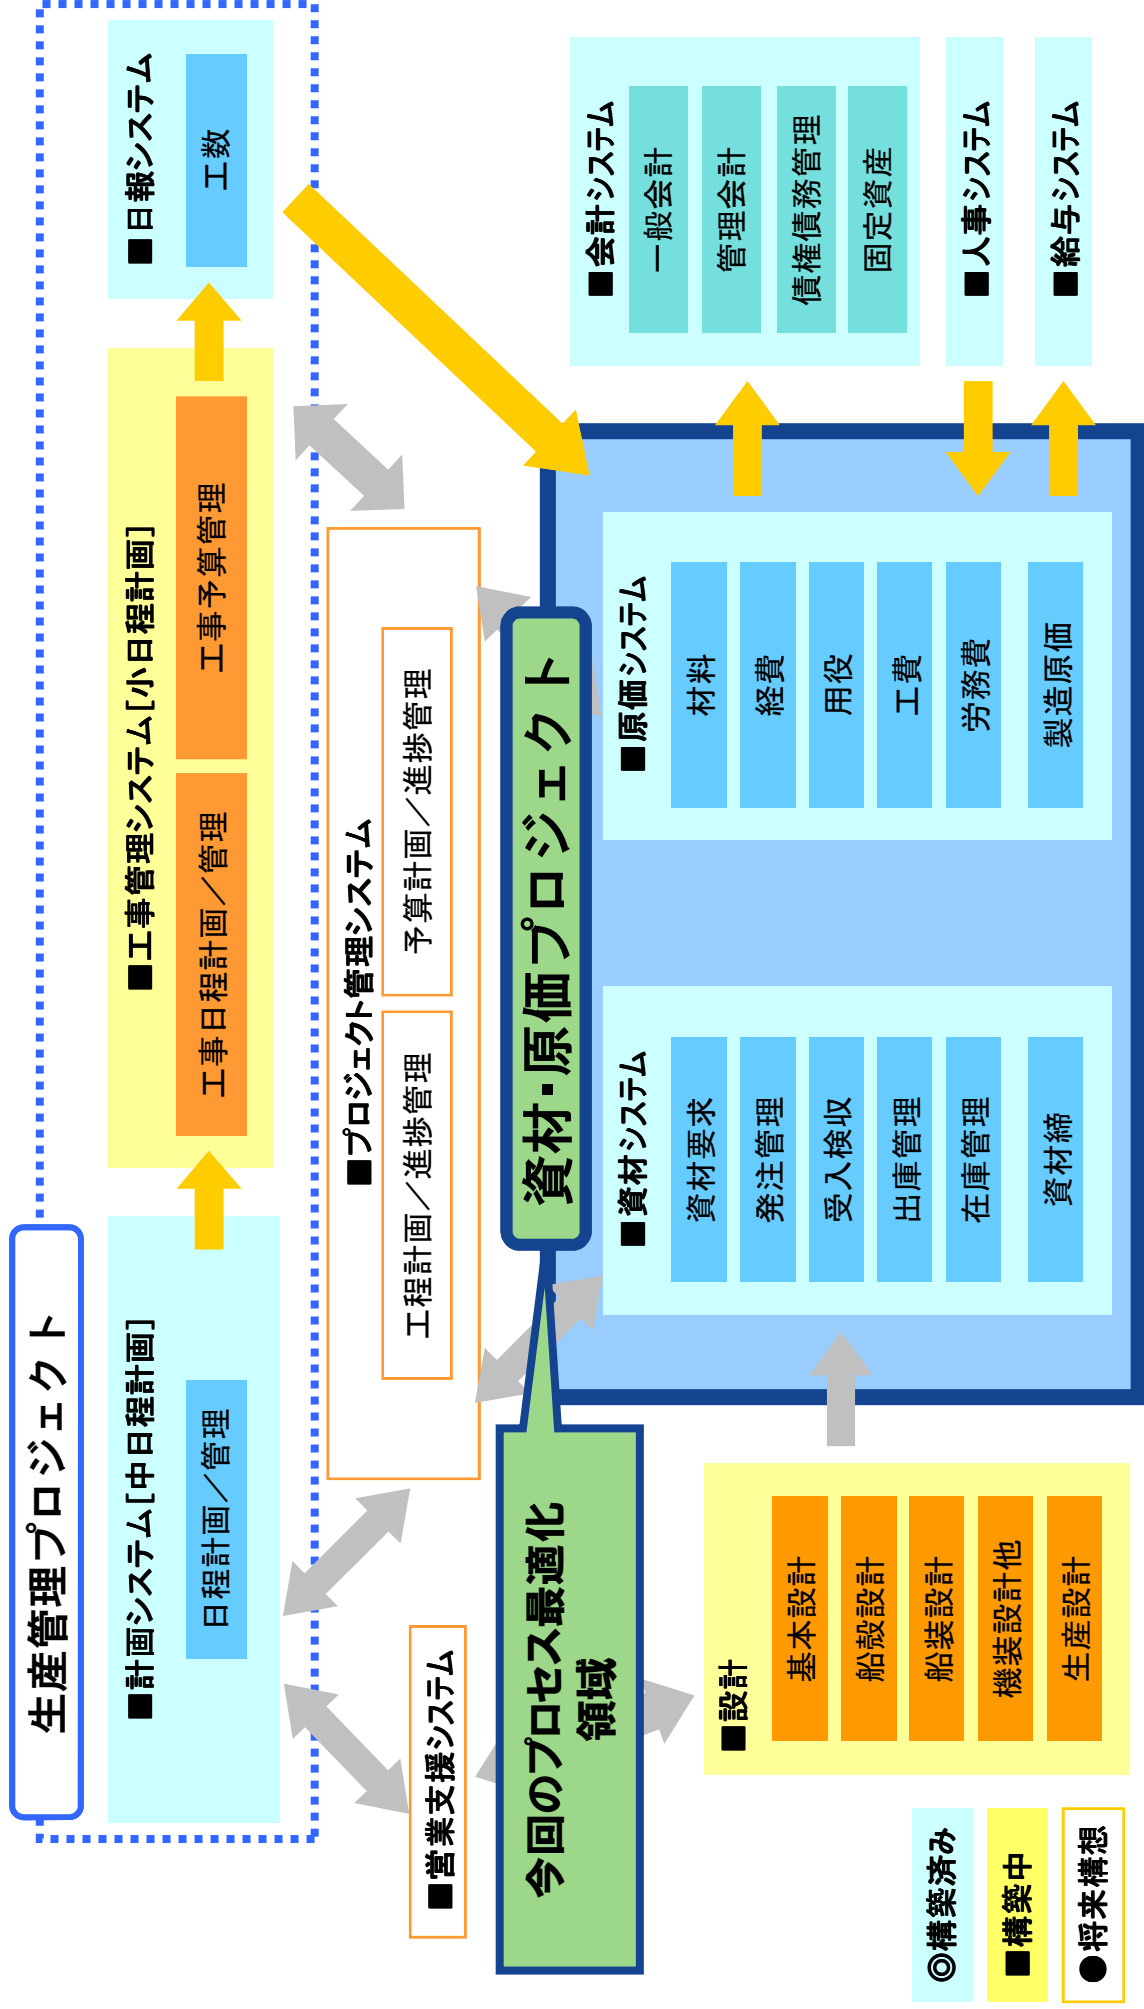 生産管理プロジェクト
■計画システム[中日程計画]
日程計画／管理
■工事管理システム[小日程計画]
工事日程計画／管理
工事予算管理
■日報システム
工数
■営業支援システム
■プロジェクト管理システム
工程計画／進捗管理
予算計画／進捗管理
今回のプロセス最適化
領域
資材・原価プロジェクト
■設計
基本設計
船殻設計
船装設計
機装設計他
生産設計
■資材システム
資材要求
発注管理
受入検収
出庫管理
在庫管理
資材締
■原価システム
材料
経費
用役
工費
労務費
製造原価
■会計システム
一般会計
管理会計
債権債務管理
固定資産
■人事システム
■給与システム
◎構築済み
■構築中
●将来構想